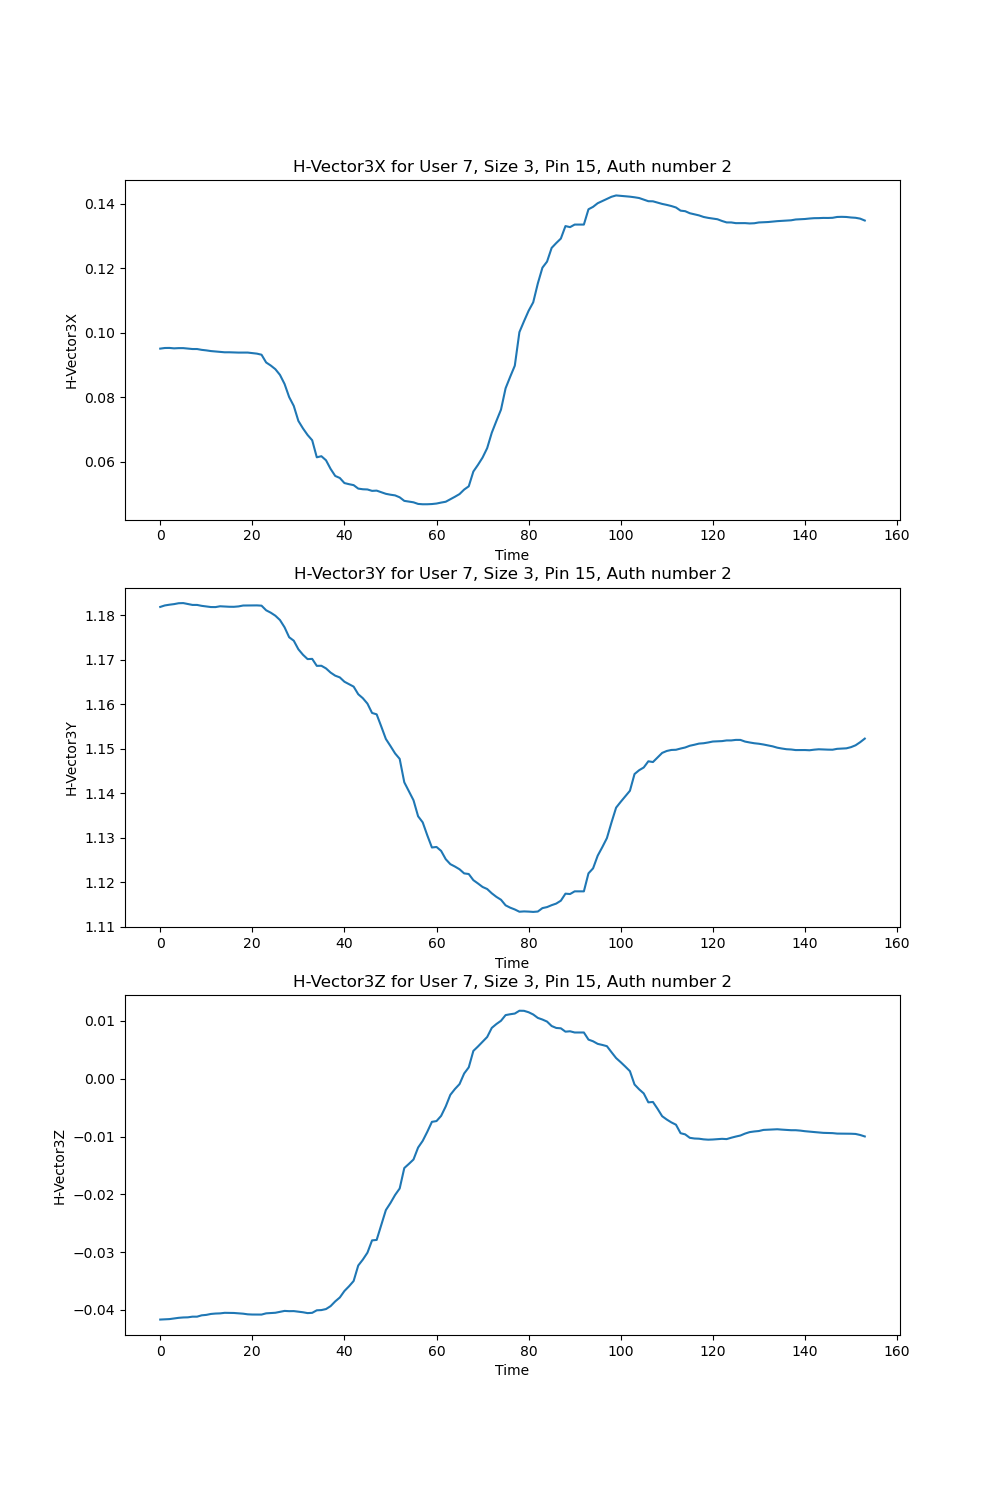 H-Vector3X for User 7, Size 3, Pin 15, Auth number 2
0.14
0.12
0.10
0.08
0.06
H-Vector3X
0 20 40 60 80 100 120 140 160
Time
H-Vector3Y for User 7, Size 3, Pin 15, Auth number 2
1.18
1.17
1.16
1.15
1.14
1.13
1.12
1.11
H-Vector3Y
0 20 40 60 80 100 120 140 160
Time
H-Vector3Z for User 7, Size 3, Pin 15, Auth number 2
0.01
0.00
−0.01
−0.02
−0.03
−0.04
H-Vector3Z
0 20 40 60 80 100 120 140 160
Time